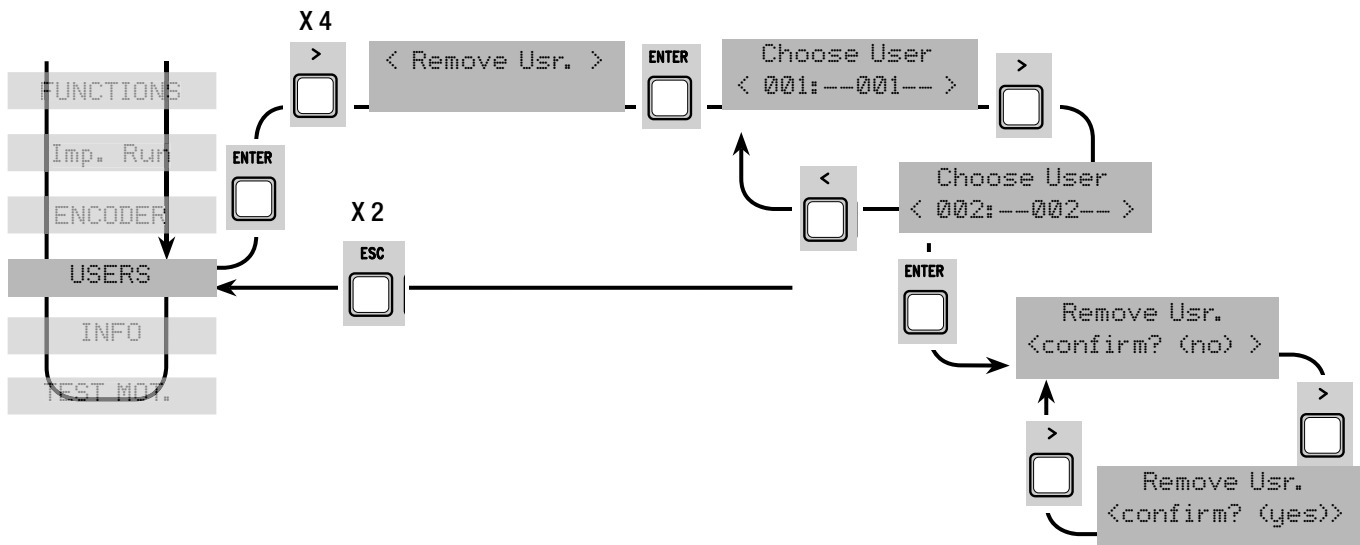 X 4
>
< Remove Usr. >
ENTER
Choose User
< 001:--001-- >
>
FUNCTIONS
Imp. Run
ENCODER
USERS
INFO
TEST MOT.
ENTER
X 2
ESC
<
Choose User
< 002:--002-- >
ENTER
Remove Usr.
<confirm? (no) >
>
>
Remove Usr.
<confirm? (yes)>